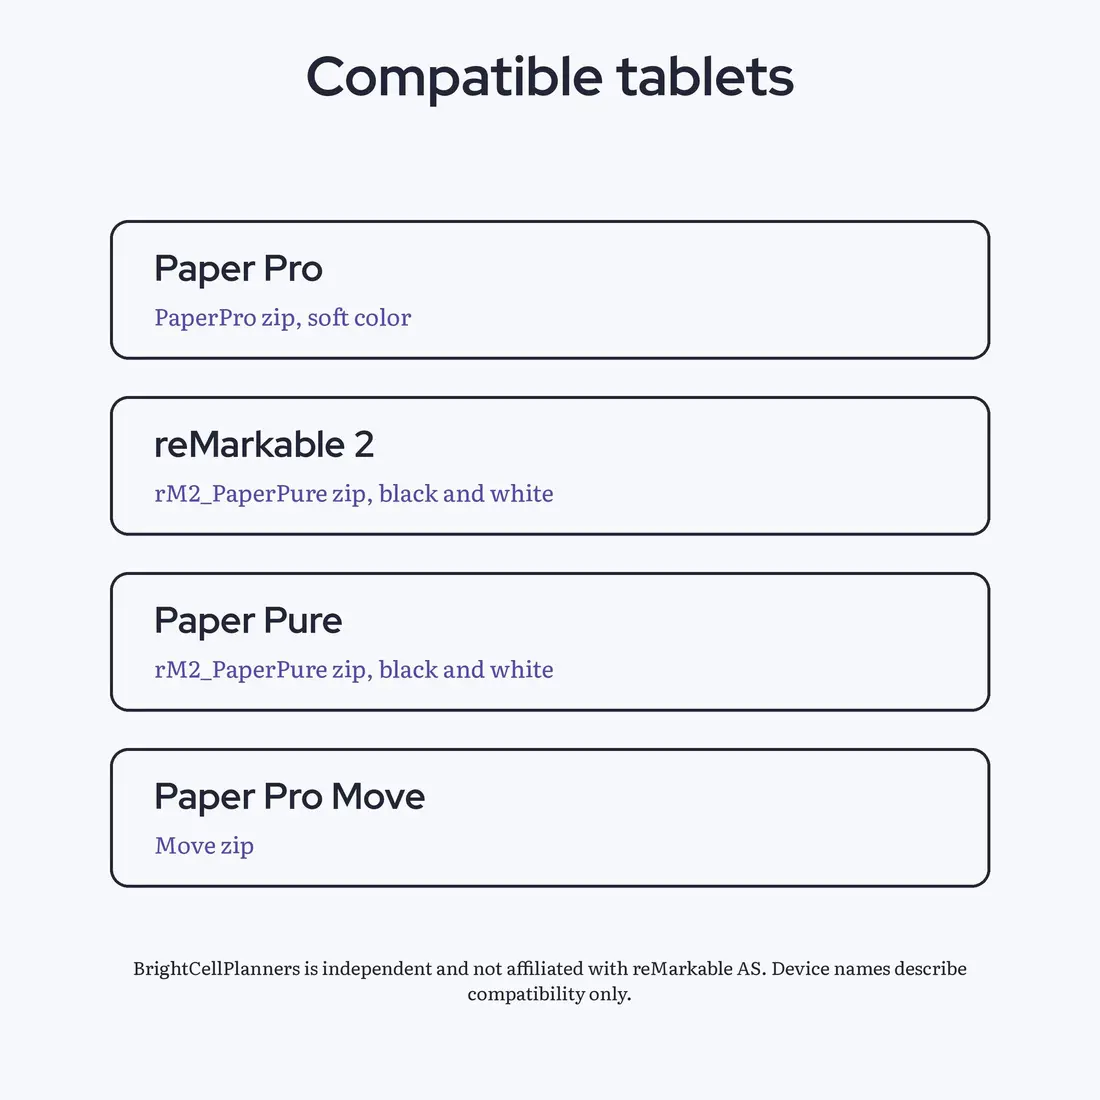 Compatible tablets
Paper Pro
PaperPro zip, soft color
reMarkable 2
rM2_PaperPure zip, black and white
Paper Pure
rM2_PaperPure zip, black and white
Paper Pro Move
Move zip
BrightCellPlanners is independent and not affiliated with reMarkable AS. Device names describe
compatibility only.